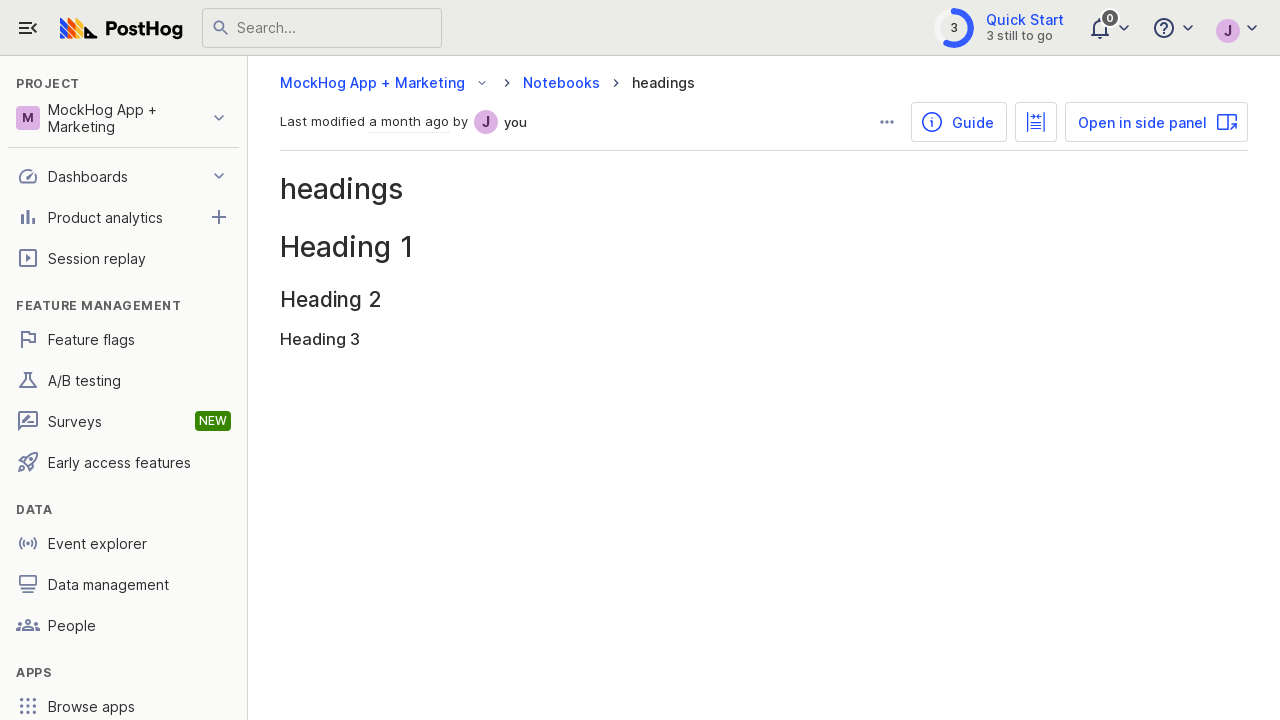 PostHog
Search...
3
Quick Start
3 still to go
0
J
PROJECT
M
MockHog App +
Marketing
Dashboards
Product analytics
Session replay
FEATURE MANAGEMENT
Feature flags
A/B testing
Surveys
NEW
Early access features
DATA
Event explorer
Data management
People
APPS
Browse apps
MockHog App + Marketing
Notebooks
headings
Last modified a month ago by J you
Guide
Open in side panel
headings
Heading 1
Heading 2
Heading 3